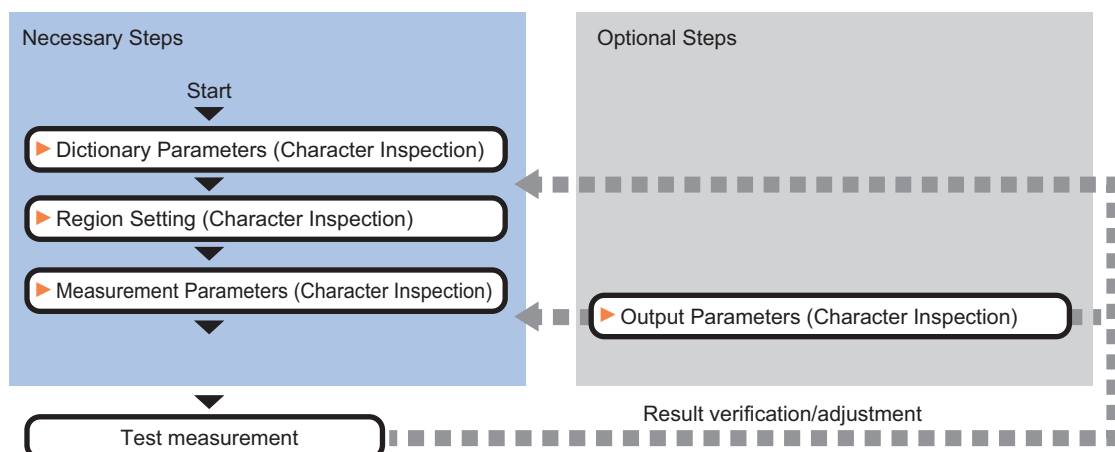 Necessary Steps
Optional Steps
Start
Dictionary Parameters (Character Inspection)
Region Setting (Character Inspection)
Measurement Parameters (Character Inspection)
Output Parameters (Character Inspection)
Result verification/adjustment
Test measurement